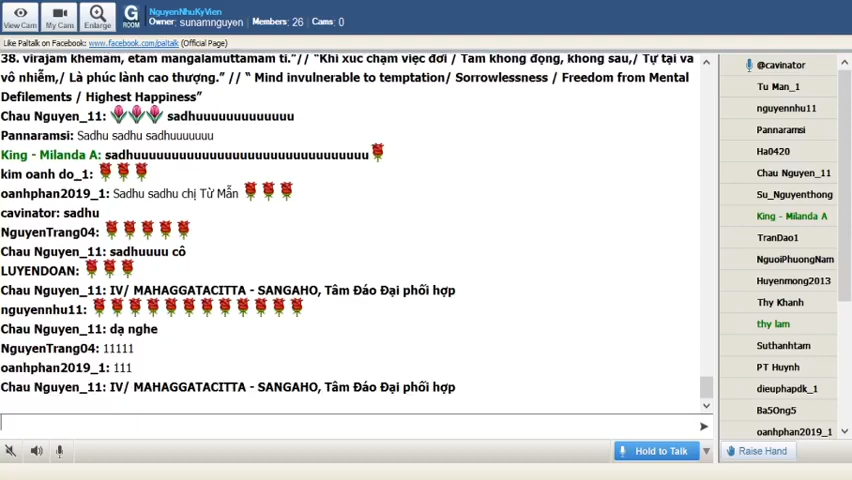 NguyenNhuKyVien
Owner: sunamnguyen Members: 26 Cams: 0
View Cam My Cam Enlarge G ROOM
Like Paltalk on Facebook: www.facebook.com/paltalk (Official Page)
38. virajam khemam, etam mangalamuttamam ti."// "Khi xúc chạm việc đời / Tâm không động, không sầu,/ Tự tại và
vô nhiễm,/ Là phúc lành cao thượng." // " Mind invulnerable to temptation/ Sorrowlessness / Freedom from Mental
Defilements / Highest Happiness"
Chau Nguyen_11: sadhuuuuuuuuuuuuu
Pannaramsi: Sadhu sadhu sadhuuuuuuu
King - Milanda A: sadhuuuuuuuuuuuuuuuuuuuuuuuuuuuuuuuuuu
kim oanh do_1:
oanhphan2019_1: Sadhu sadhu chị Từ Mẫn
cavinator: sadhu
NguyenTrang04:
Chau Nguyen_11: sadhuuuu cô
LUYENDOAN:
Chau Nguyen_11: IV/ MAHAGGATACITTA - SANGAHO, Tâm Đáo Đại phối hợp
nguyennhu11:
Chau Nguyen_11: dạ nghe
NguyenTrang04: 11111
oanhphan2019_1: 111
Chau Nguyen_11: IV/ MAHAGGATACITTA - SANGAHO, Tâm Đáo Đại phối hợp
@cavinator
Tu Man_1
nguyennhu11
Pannaramsi
Ha0420
Chau Nguyen_11
Su_Nguyenthong
King - Milanda A
TranDao1
NguoiPhuongNam
Huyenmong2013
Thy Khanh
thy lam
Suthanhtam
PT Huynh
dieuphapdk_1
Ba5Ong5
oanhphan2019_1
Hold to Talk
Raise Hand